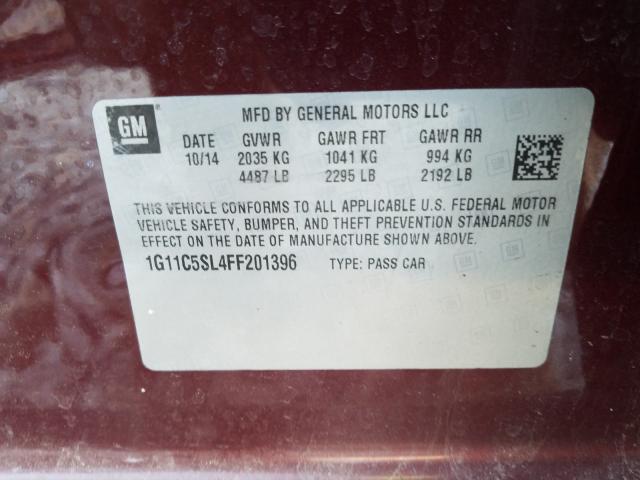 GM
MFD BY GENERAL MOTORS LLC
DATE GVWR GAWR FRT GAWR RR
10/14 2035 KG 1041 KG 994 KG
4487 LB 2295 LB 2192 LB
THIS VEHICLE CONFORMS TO ALL APPLICABLE U.S. FEDERAL MOTOR
VEHICLE SAFETY, BUMPER, AND THEFT PREVENTION STANDARDS IN
EFFECT ON THE DATE OF MANUFACTURE SHOWN ABOVE.
1G11C5SL4FF201396 TYPE: PASS CAR